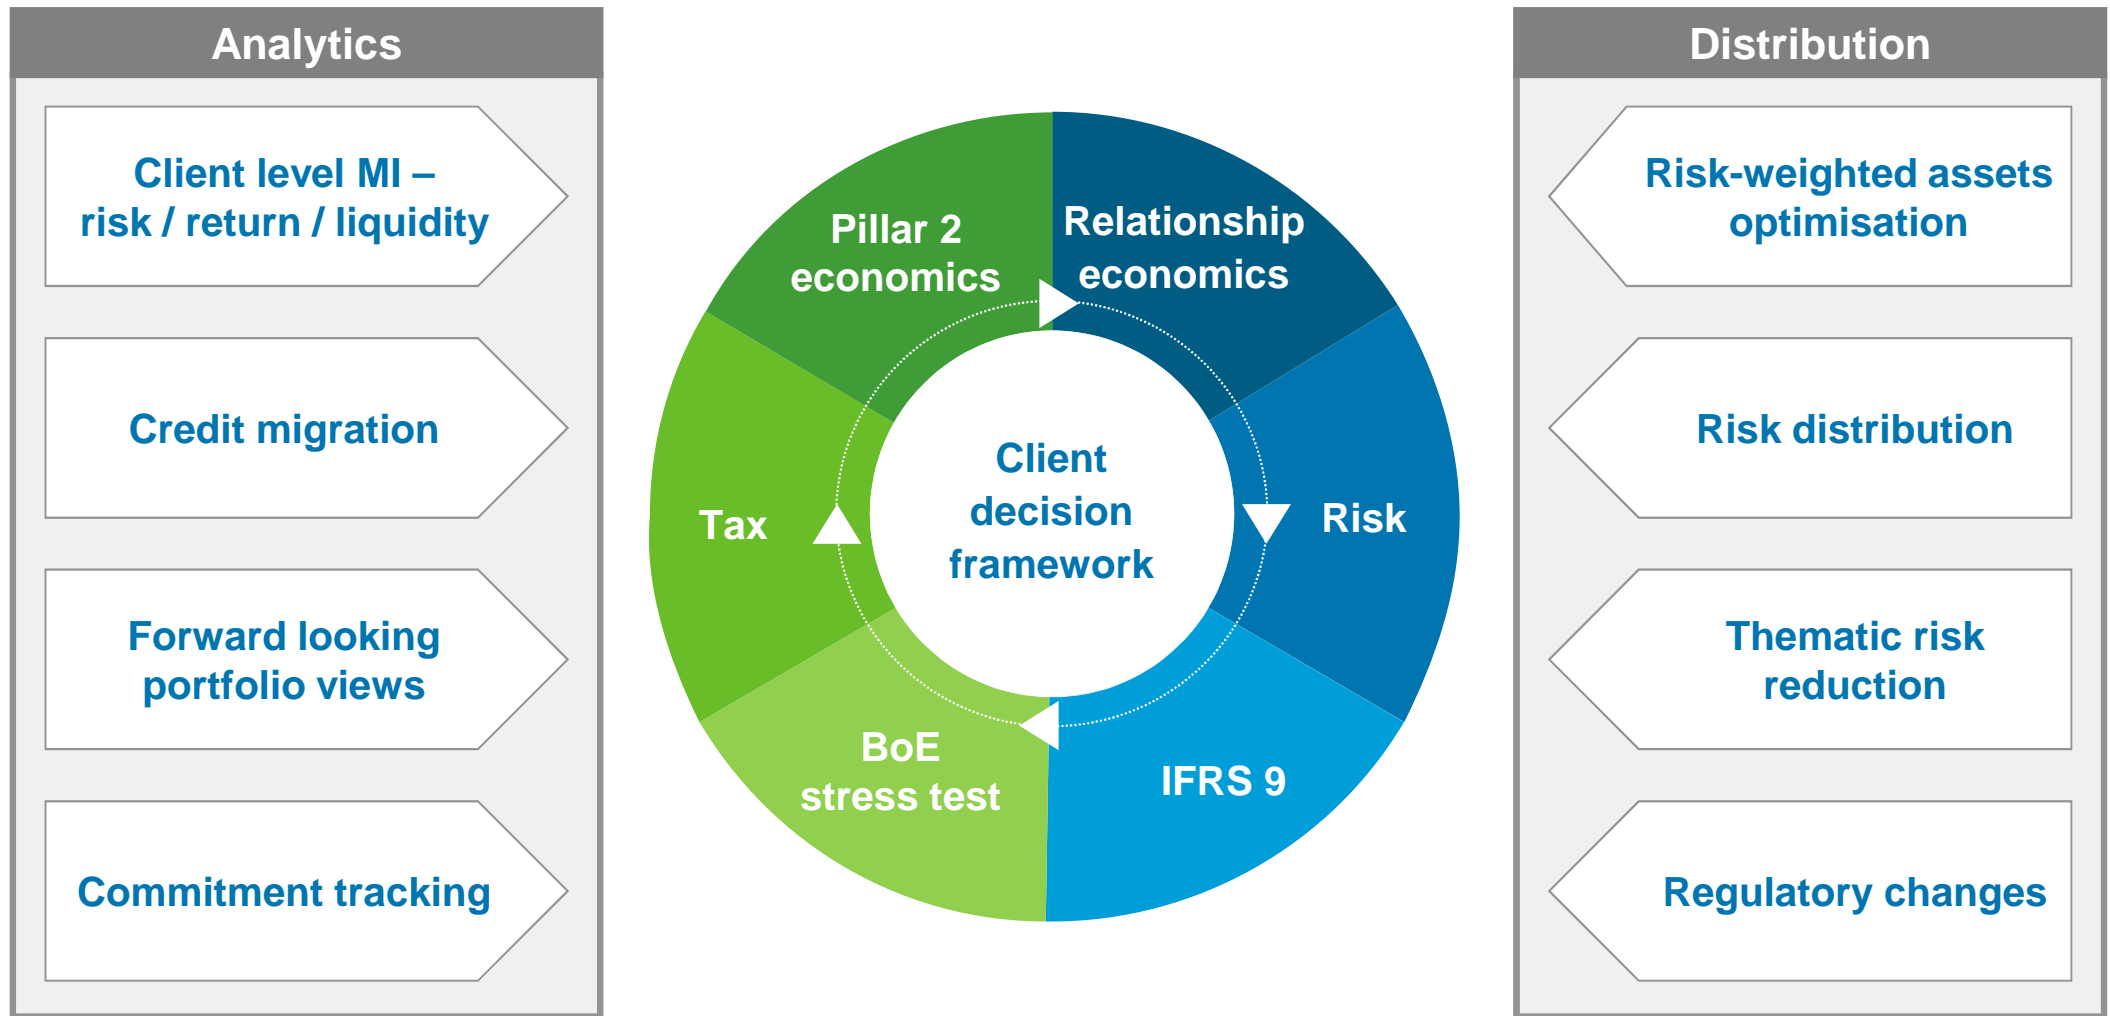 Analytics
Client level MI –
risk / return / liquidity
Credit migration
Forward looking
portfolio views
Commitment tracking
Pillar 2
economics
Relationship
economics
Tax
Client
decision
framework
Risk
BoE
stress test
IFRS 9
Distribution
Risk-weighted assets
optimisation
Risk distribution
Thematic risk
reduction
Regulatory changes